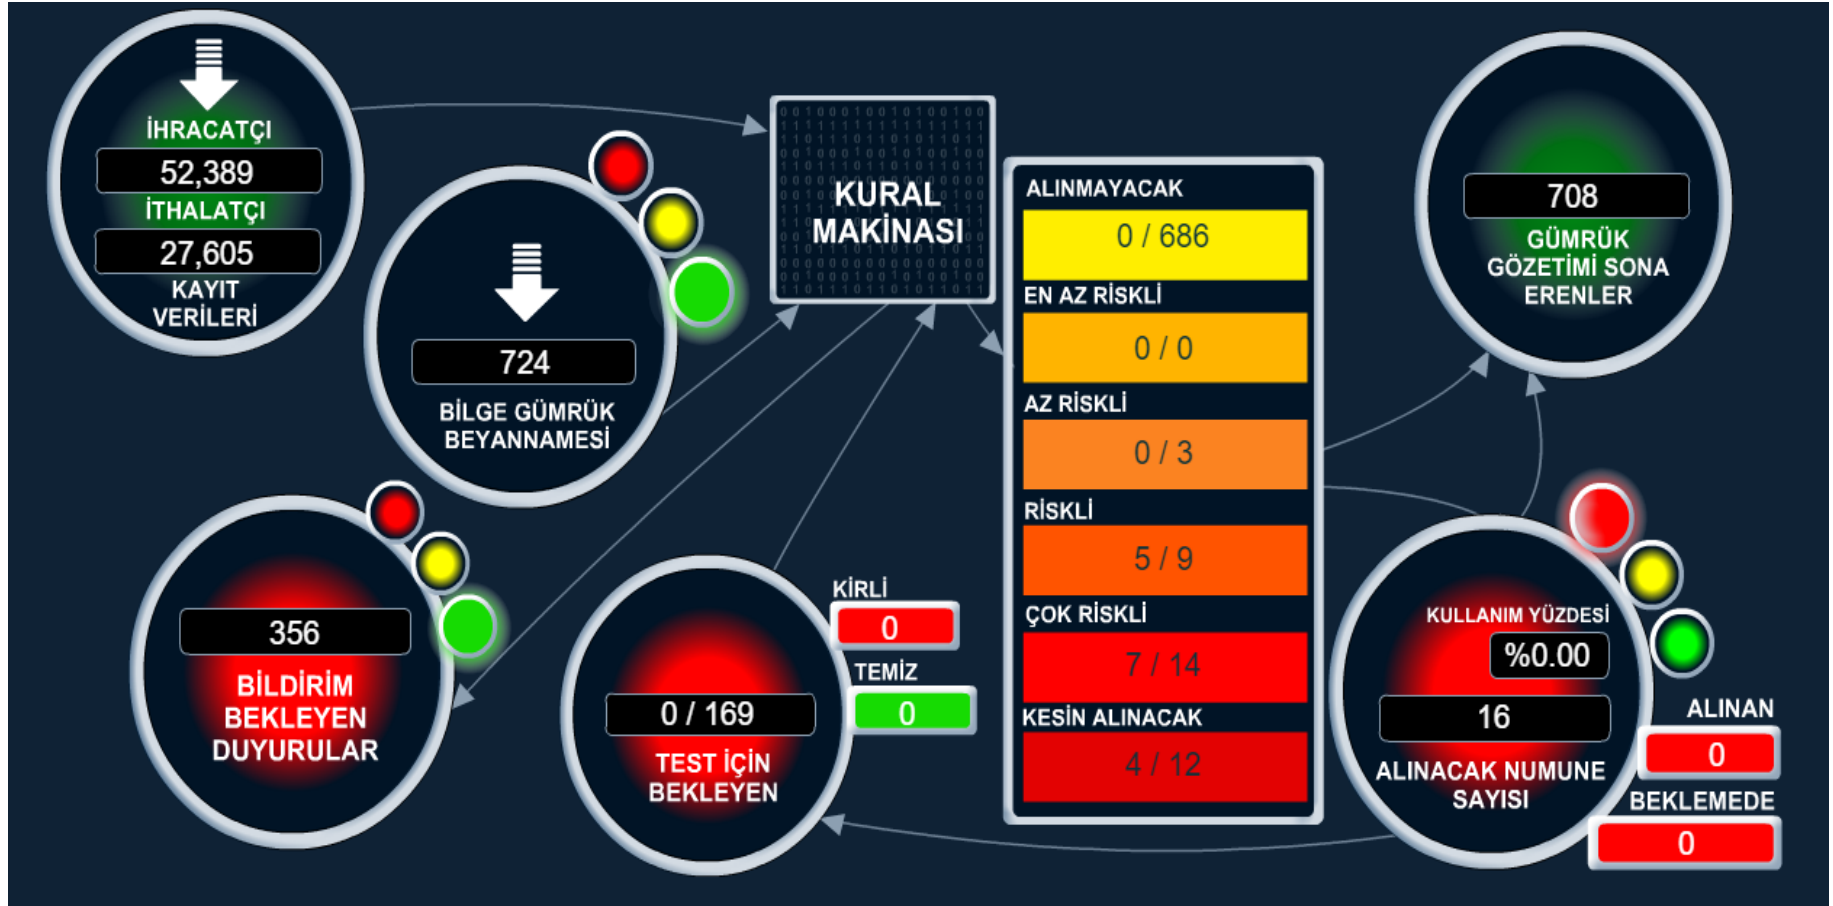 İHRACATÇI
52,389
İTHALATÇI
27,605
KAYIT
VERİLERİ
724
BİLGE GÜMRÜK
BEYANNAMESİ
356
BİLDİRİM
BEKLEYEN
DUYURULAR
KURAL
MAKİNASI
0 / 169
TEST İÇİN
BEKLEYEN
KİRLİ
0
TEMİZ
0
ALINMAYACAK
0 / 686
EN AZ RİSKLİ
0 / 0
AZ RİSKLİ
0 / 3
RİSKLİ
5 / 9
ÇOK RİSKLİ
7 / 14
KESİN ALINACAK
4 / 12
708
GÜMRÜK
GÖZETİMİ SONA
ERENLER
KULLANIM YÜZDESİ
%0.00
16
ALINACAK NUMUNE
SAYISI
ALINAN
0
BEKLEMEDE
0